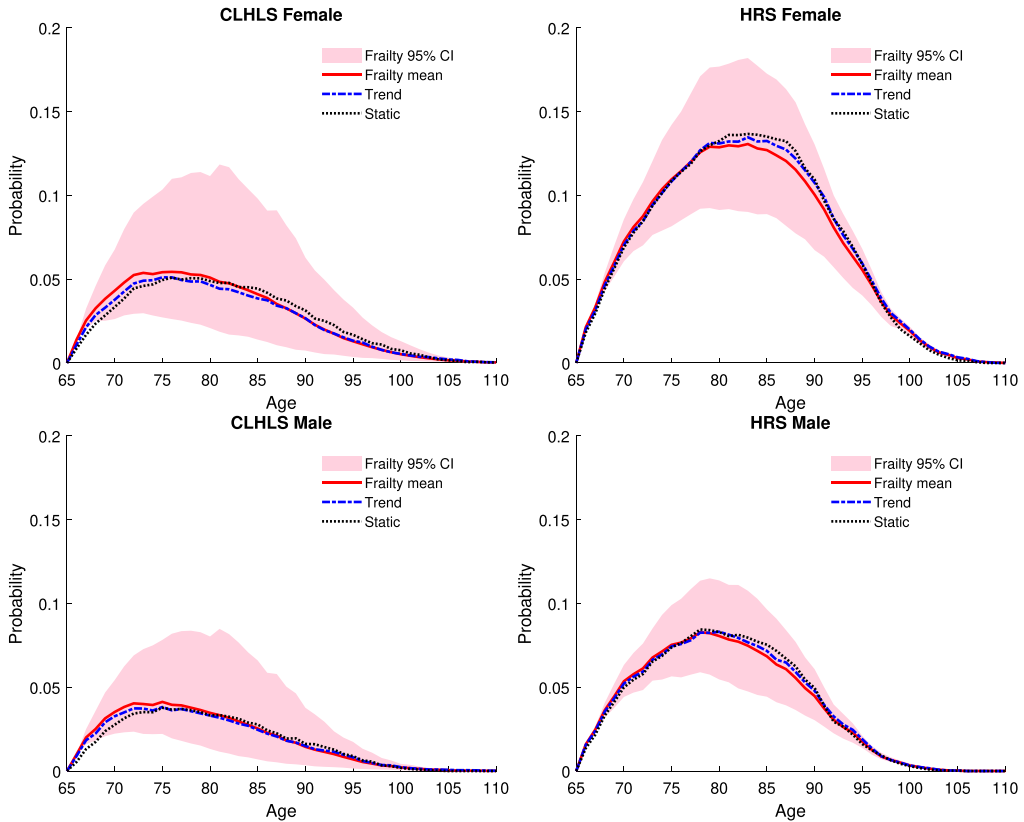 CLHLS Female
0.2
0.15
0.1
0.05
0
Probability
Frailty 95% CI
Frailty mean
Trend
Static
65 70 75 80 85 90 95 100 105 110
Age
HRS Female
0.2
0.15
0.1
0.05
0
Probability
Frailty 95% CI
Frailty mean
Trend
Static
65 70 75 80 85 90 95 100 105 110
Age
CLHLS Male
0.2
0.15
0.1
0.05
0
Probability
Frailty 95% CI
Frailty mean
Trend
Static
65 70 75 80 85 90 95 100 105 110
Age
HRS Male
0.2
0.15
0.1
0.05
0
Probability
Frailty 95% CI
Frailty mean
Trend
Static
65 70 75 80 85 90 95 100 105 110
Age